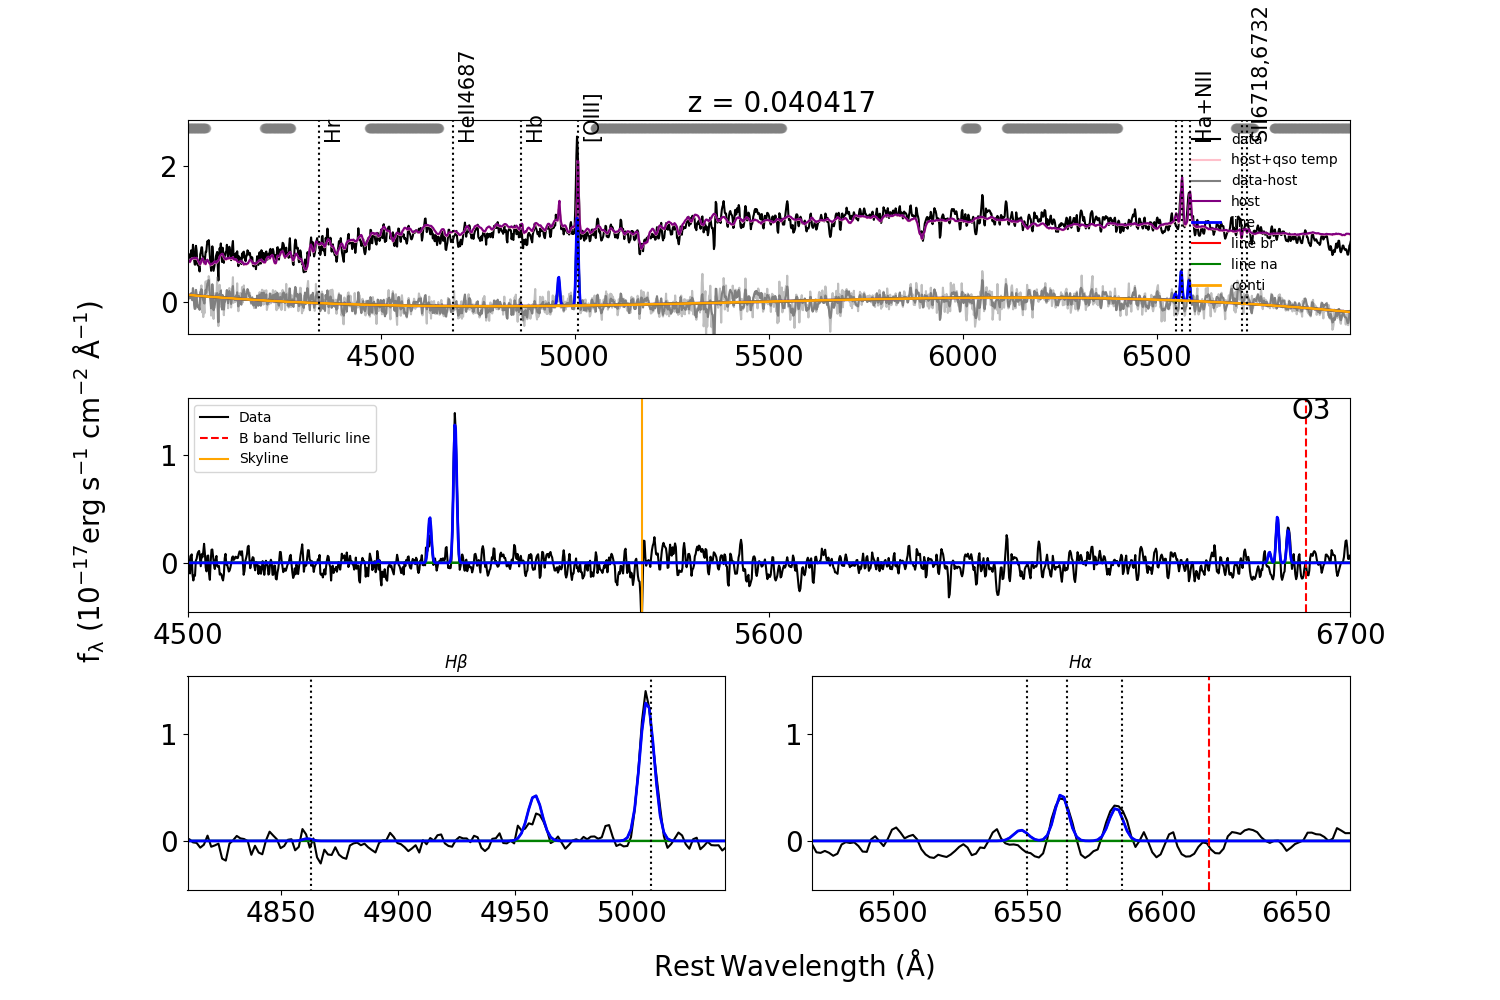 z = 0.040417
Hr
HeII4687
Hb
[OIII]
Ha+NII
SII6718,6732
data
host+qso temp
data-host
host
line
line br
line na
conti
2
1
0
4500
5000
5500
6000
6500
f_λ (10^{-17}erg s^{-1} cm^{-2} Å^{-1})
Data
B band Telluric line
Skyline
O3
1
0
4500
5600
6700
Hβ
1
0
4850
4900
4950
5000
Hα
1
0
6500
6550
6600
6650
Rest Wavelength (Å)